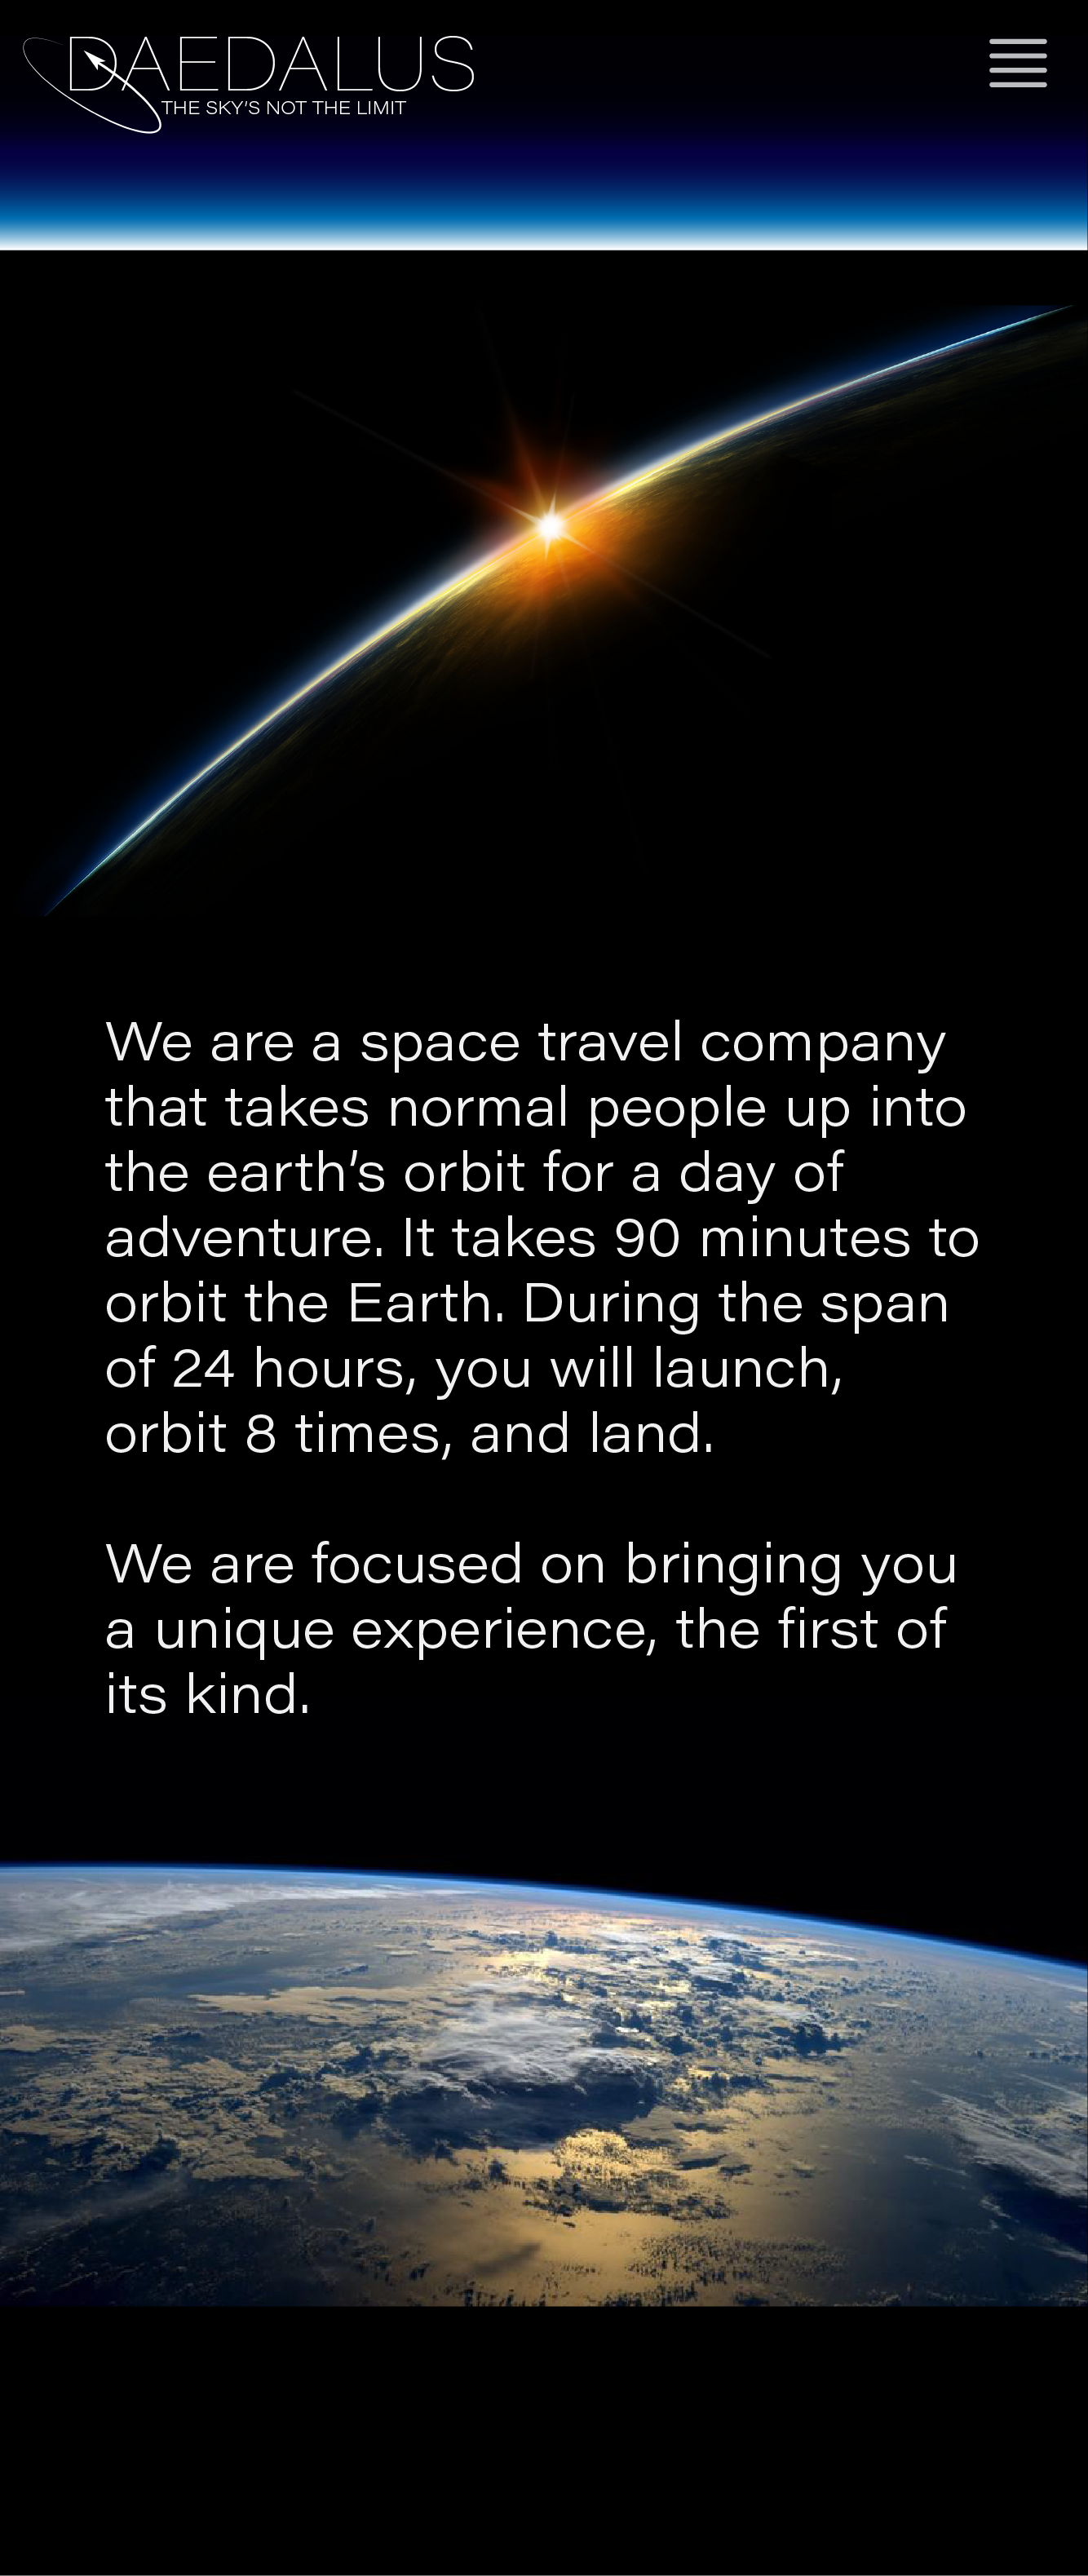 DAEDALUS
THE SKY'S NOT THE LIMIT
We are a space travel company
that takes normal people up into
the earth’s orbit for a day of
adventure. It takes 90 minutes to
orbit the Earth. During the span
of 24 hours, you will launch,
orbit 8 times, and land.
We are focused on bringing you
a unique experience, the first of
its kind.